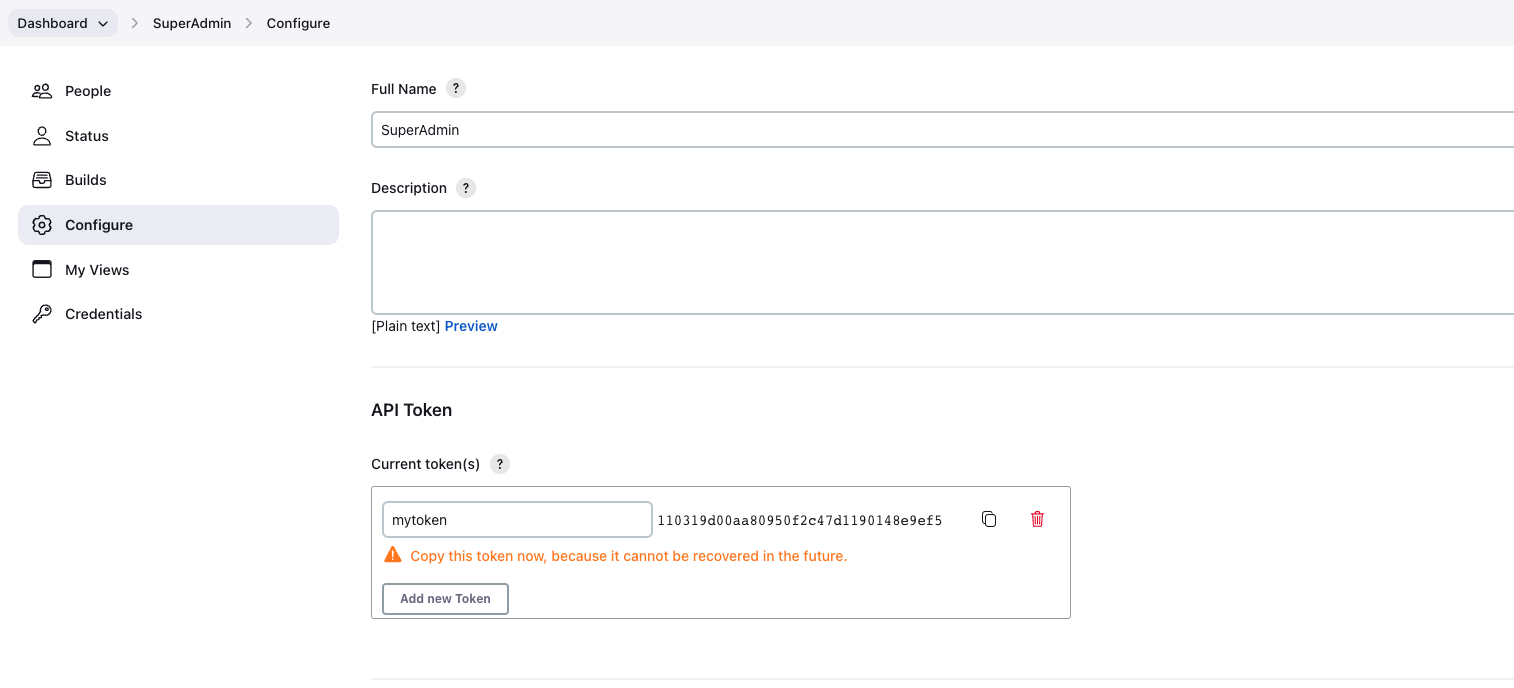 Dashboard SuperAdmin Configure
People
Status
Builds
Configure
My Views
Credentials
Full Name ?
SuperAdmin
Description ?
[Plain text] Preview
API Token
Current token(s) ?
mytoken 110319d00aa80950f2c47d1190148e9ef5
Copy this token now, because it cannot be recovered in the future.
Add new Token